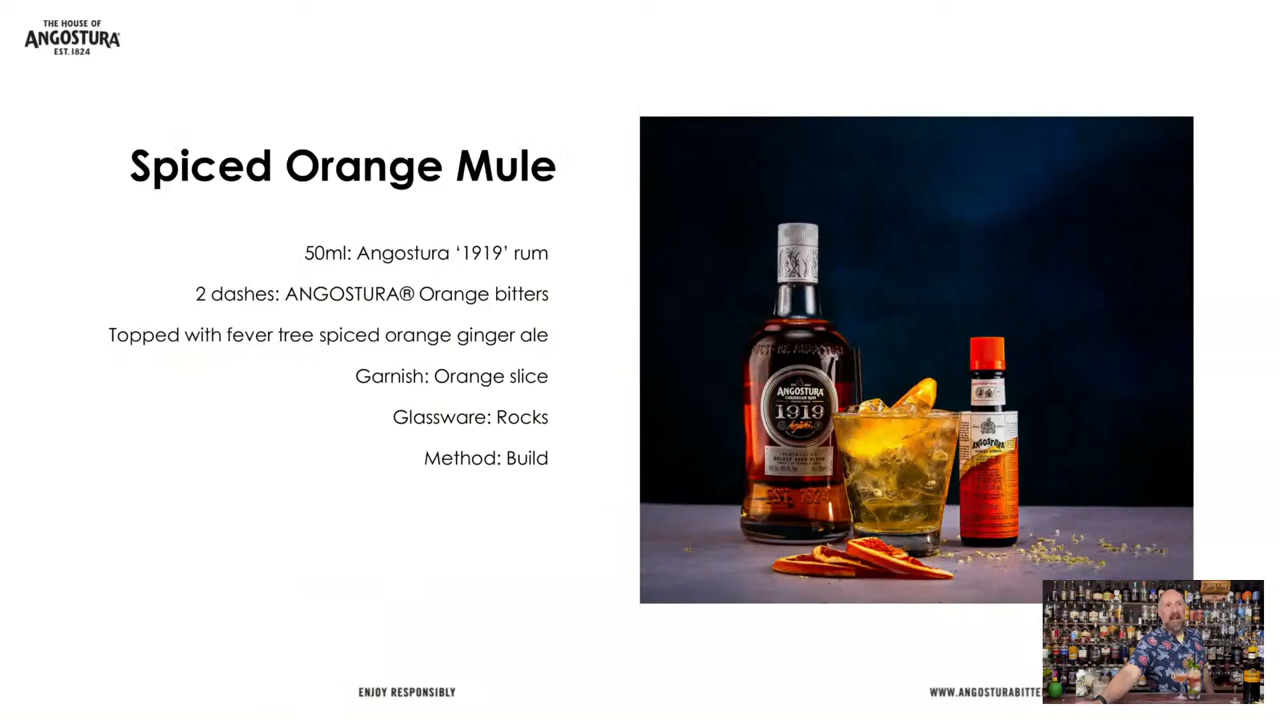 THE HOUSE OF
ANGOSTURA®
EST. 1824
Spiced Orange Mule
50ml: Angostura ‘1919’ rum
2 dashes: ANGOSTURA® Orange bitters
Topped with fever tree spiced orange ginger ale
Garnish: Orange slice
Glassware: Rocks
Method: Build
ANGOSTURA
CARIBBEAN RUM
1919
EST. 1824
ANGOSTURA
ENJOY RESPONSIBLY
WWW.ANGOSTURABITTE